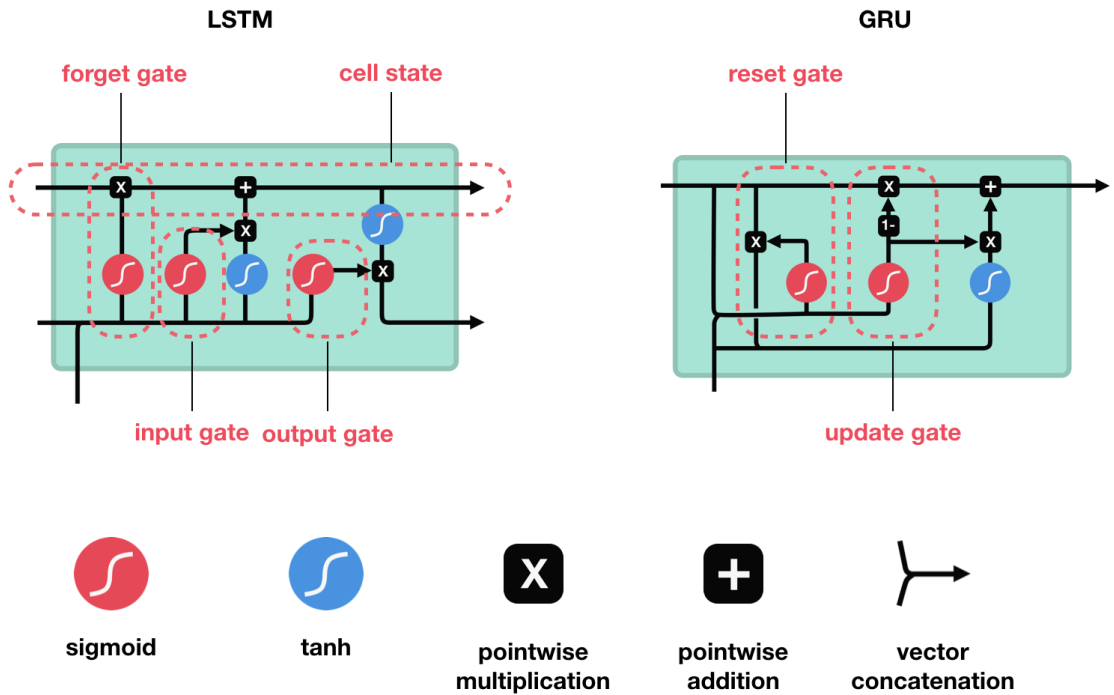 LSTM
GRU
forget gate
cell state
reset gate
x
+
x
x
x
+
1-
x
x
input gate
output gate
update gate
X
+
sigmoid
tanh
pointwise
multiplication
pointwise
addition
vector
concatenation